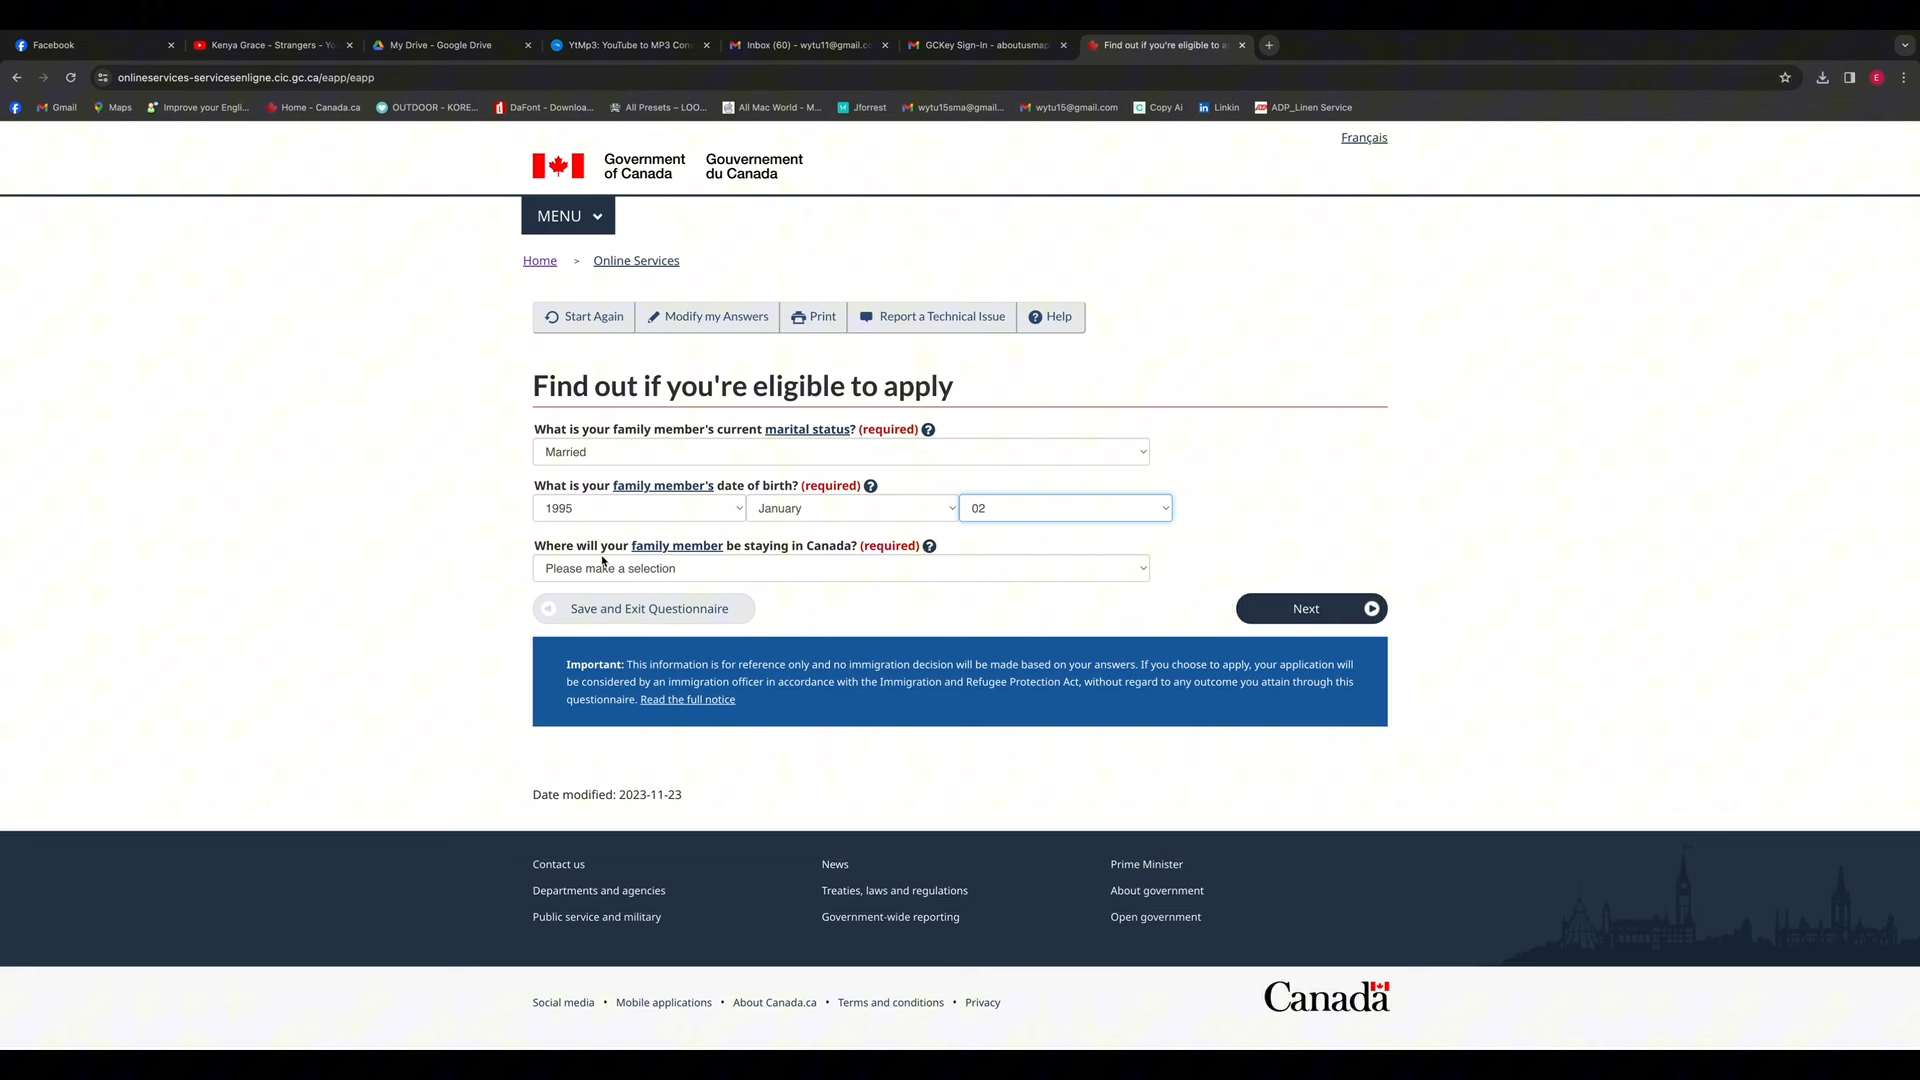 Facebook
Kenya Grace - Strangers - Yo
My Drive - Google Drive
YtMp3: YouTube to MP3 Con
Inbox (60) - wytu11@gmail.c
GCKey Sign-In - aboutusma
Find out if you're eligible to a
onlineservices-servicesenligne.cic.gc.ca/eapp/eapp
E
Gmail
Maps
Improve your Engli...
Home - Canada.ca
OUTDOOR - KORE...
DaFont - Downloa...
All Presets – LOO...
All Mac World - M...
Jforrest
wytu15sma@gmail...
wytu15@gmail.com
Copy Ai
Linkin
ADP_Linen Service
Français
Government of Canada
Gouvernement du Canada
MENU
Home > Online Services
Start Again
Modify my Answers
Print
Report a Technical Issue
Help
Find out if you're eligible to apply
What is your family member's current marital status? (required)
Married
What is your family member's date of birth? (required)
1995 January 02
Where will your family member be staying in Canada? (required)
Please make a selection
Save and Exit Questionnaire
Next
Important: This information is for reference only and no immigration decision will be made based on your answers. If you choose to apply, your application will
be considered by an immigration officer in accordance with the Immigration and Refugee Protection Act, without regard to any outcome you attain through this
questionnaire. Read the full notice
Date modified: 2023-11-23
Contact us
News
Prime Minister
Departments and agencies
Treaties, laws and regulations
About government
Public service and military
Government-wide reporting
Open government
Social media • Mobile applications • About Canada.ca • Terms and conditions • Privacy
Canada